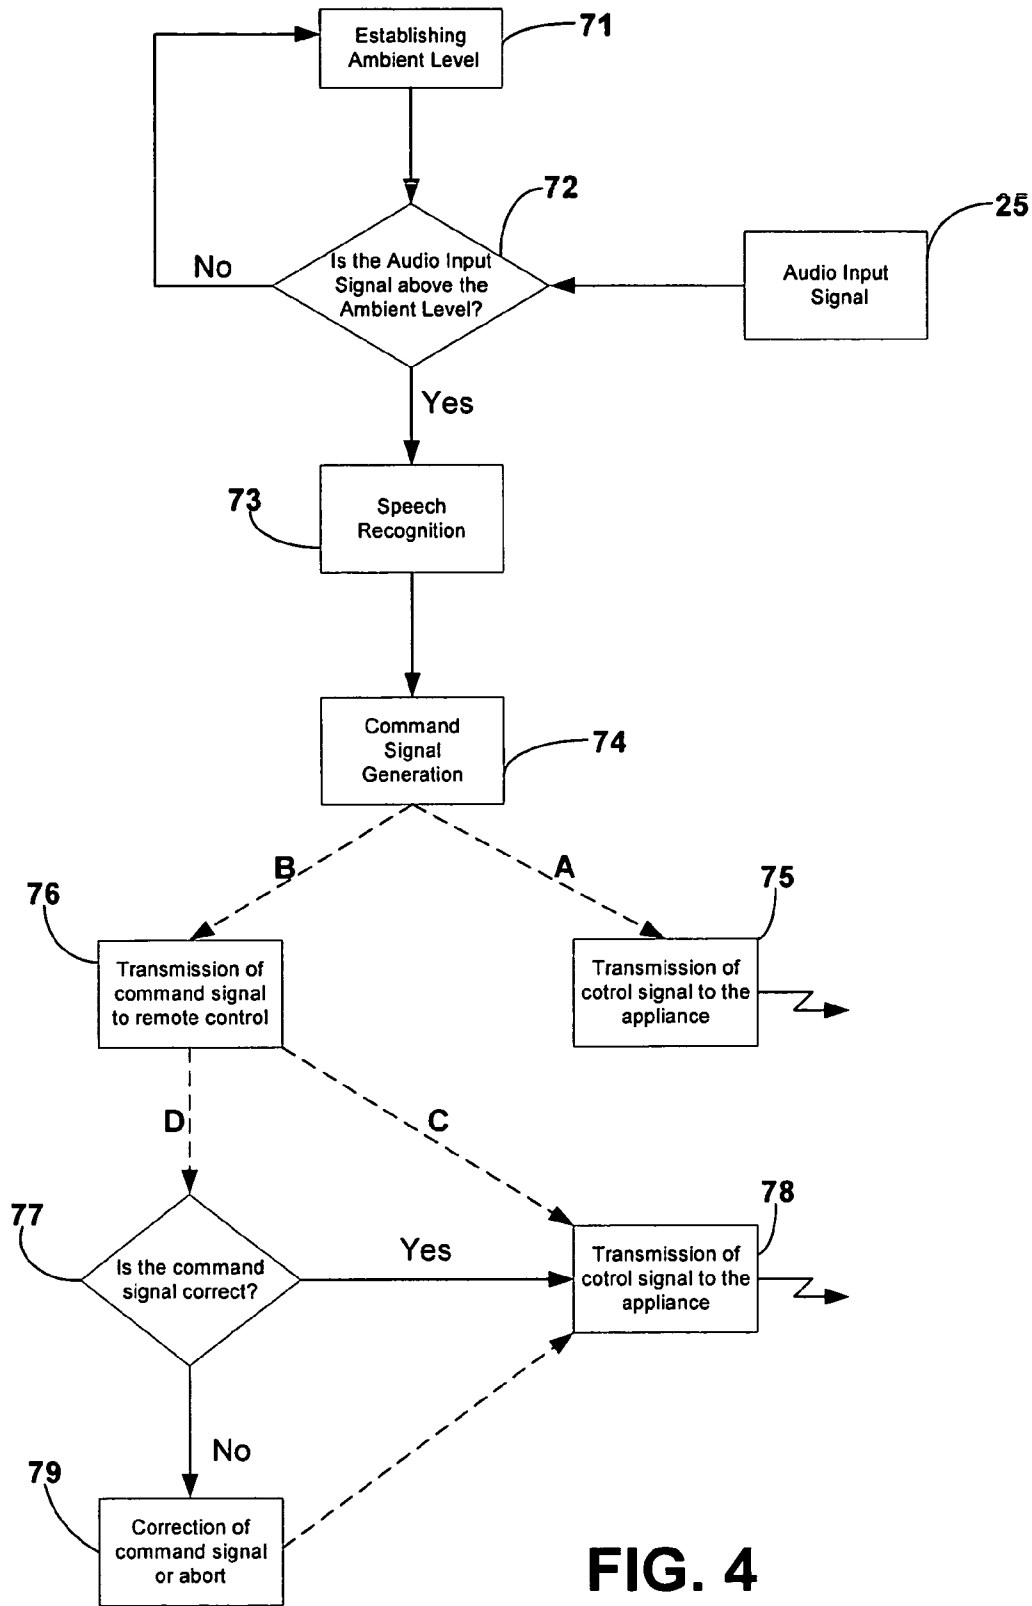 71
Establishing
Ambient Level
72
25
Is the Audio Input
Signal above the
Ambient Level?
No
Audio Input
Signal
Yes
73
Speech
Recognition
74
Command
Signal
Generation
B
A
76
75
Transmission of
command signal
to remote control
Transmission of
cotrol signal to the
appliance
D
C
77
78
Is the command
signal correct?
Yes
Transmission of
cotrol signal to the
appliance
No
79
Correction of
command signal
or abort
FIG. 4